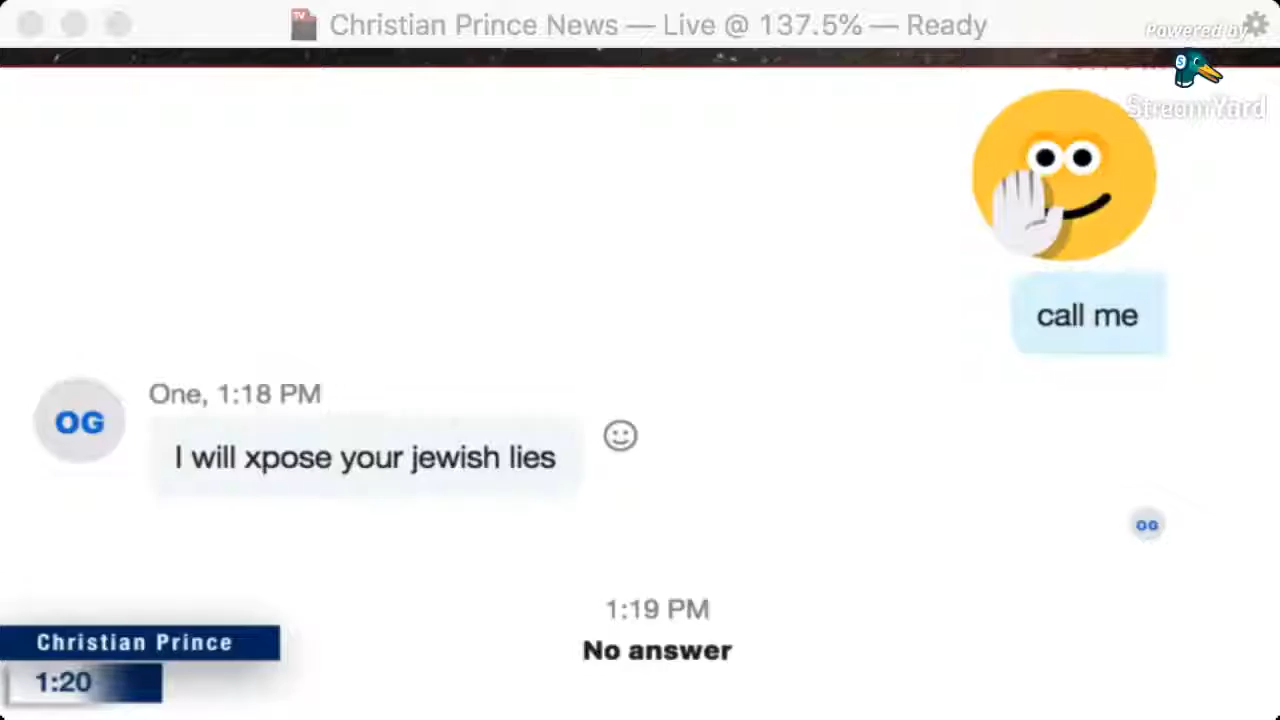 Christian Prince News — Live @ 137.5% — Ready
Powered by
StreamYard
call me
One, 1:18 PM
OG
I will xpose your jewish lies
OG
1:19 PM
No answer
Christian Prince
1:20